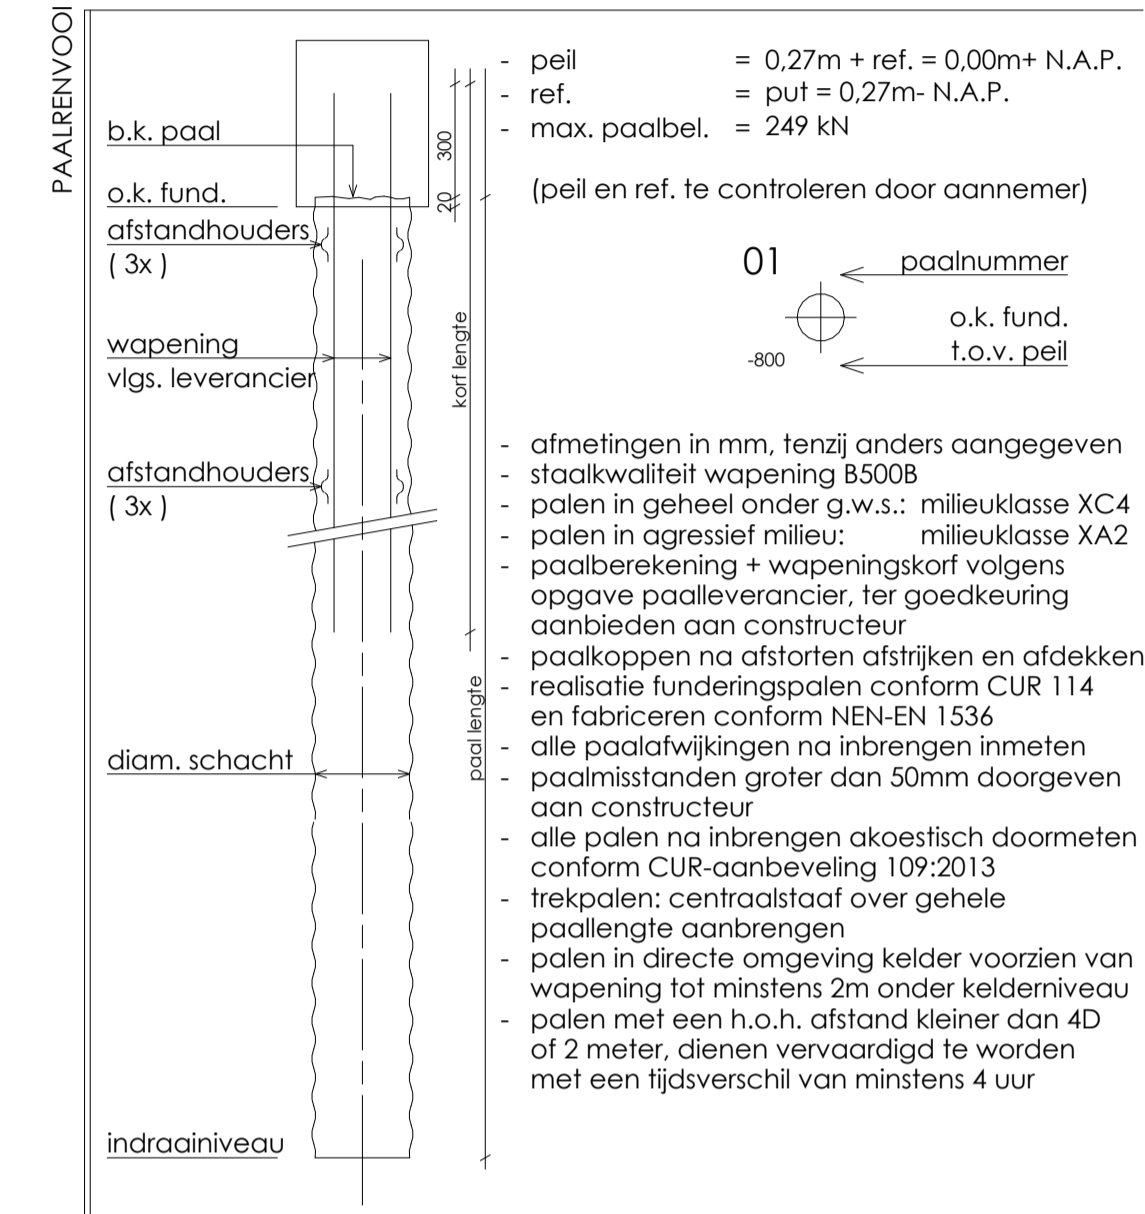 PAALRENVOOI
- peil = 0,27m + ref. = 0,00m+ N.A.P.
- ref. = put = 0,27m- N.A.P.
- max. paalbel. = 249 kN
(peil en ref. te controleren door aannemer)
b.k. paal
o.k. fund.
afstandhouders
( 3x )
wapening
vlgs. leverancier
afstandhouders
( 3x )
diam. schacht
indraainiveau
300
20
korf lengte
paal lengte
01
paalnummer
o.k. fund.
-800
t.o.v. peil
- afmetingen in mm, tenzij anders aangegeven
- staalkwaliteit wapening B500B
- palen in geheel onder g.w.s.: milieuklasse XC4
- palen in agressief milieu: milieuklasse XA2
- paalberekening + wapeningskorf volgens
opgave paalleverancier, ter goedkeuring
aanbieden aan constructeur
- paalkoppen na afstorten afstrijken en afdekken
- realisatie funderingspalen conform CUR 114
en fabriceren conform NEN-EN 1536
- alle paalafwijkingen na inbrengen inmeten
- paalmisstanden groter dan 50mm doorgeven
aan constructeur
- alle palen na inbrengen akoestisch doormeten
conform CUR-aanbeveling 109:2013
- trekpalen: centraalstaaf over gehele
paallengte aanbrengen
- palen in directe omgeving kelder voorzien van
wapening tot minstens 2m onder kelderniveau
- palen met een h.o.h. afstand kleiner dan 4D
of 2 meter, dienen vervaardigd te worden
met een tijdsverschil van minstens 4 uur